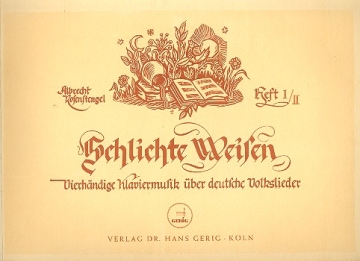 Albrecht
Rosenstengel
Heft 1/II
Schlichte Weisen
Vierhändige Klaviermusik über deutsche Volkslieder
GERIG
VERLAG DR. HANS GERIG · KÖLN